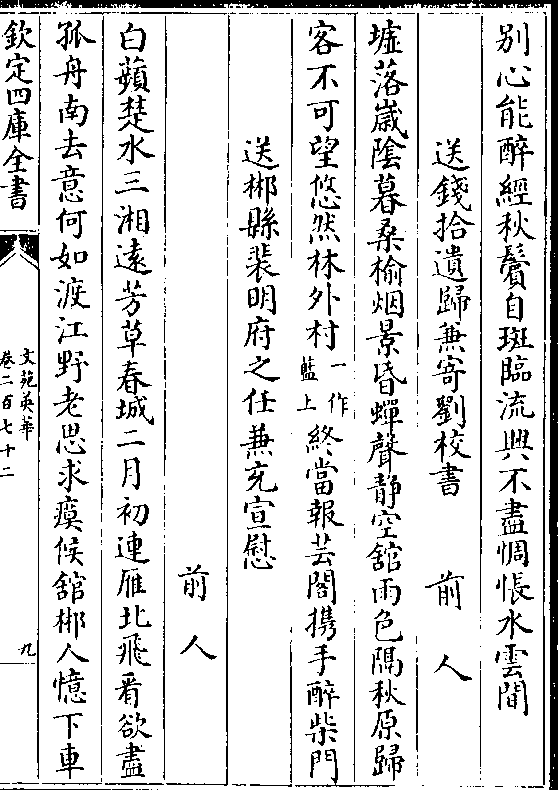 別心能醉經秋鬢自斑臨流興不盡惆悵水雲間
送錢拾遺歸兼寄劉校書　前人
墟落歳陰暮桑榆烟景昏蟬聲静空舘雨色隔秋原歸
客不可望悠然林外村一作藍上終當報芸閣携手醉柴門
送郴縣裴明府之任兼充宣慰
前人
白蘋楚水三湘遠芳草春城二月初連雁北飛看欲盡
孤舟南去意何如渡江野老思求瘼候舘郴人憶下車
欽定四庫全書
文苑英華
卷二百七十二
九